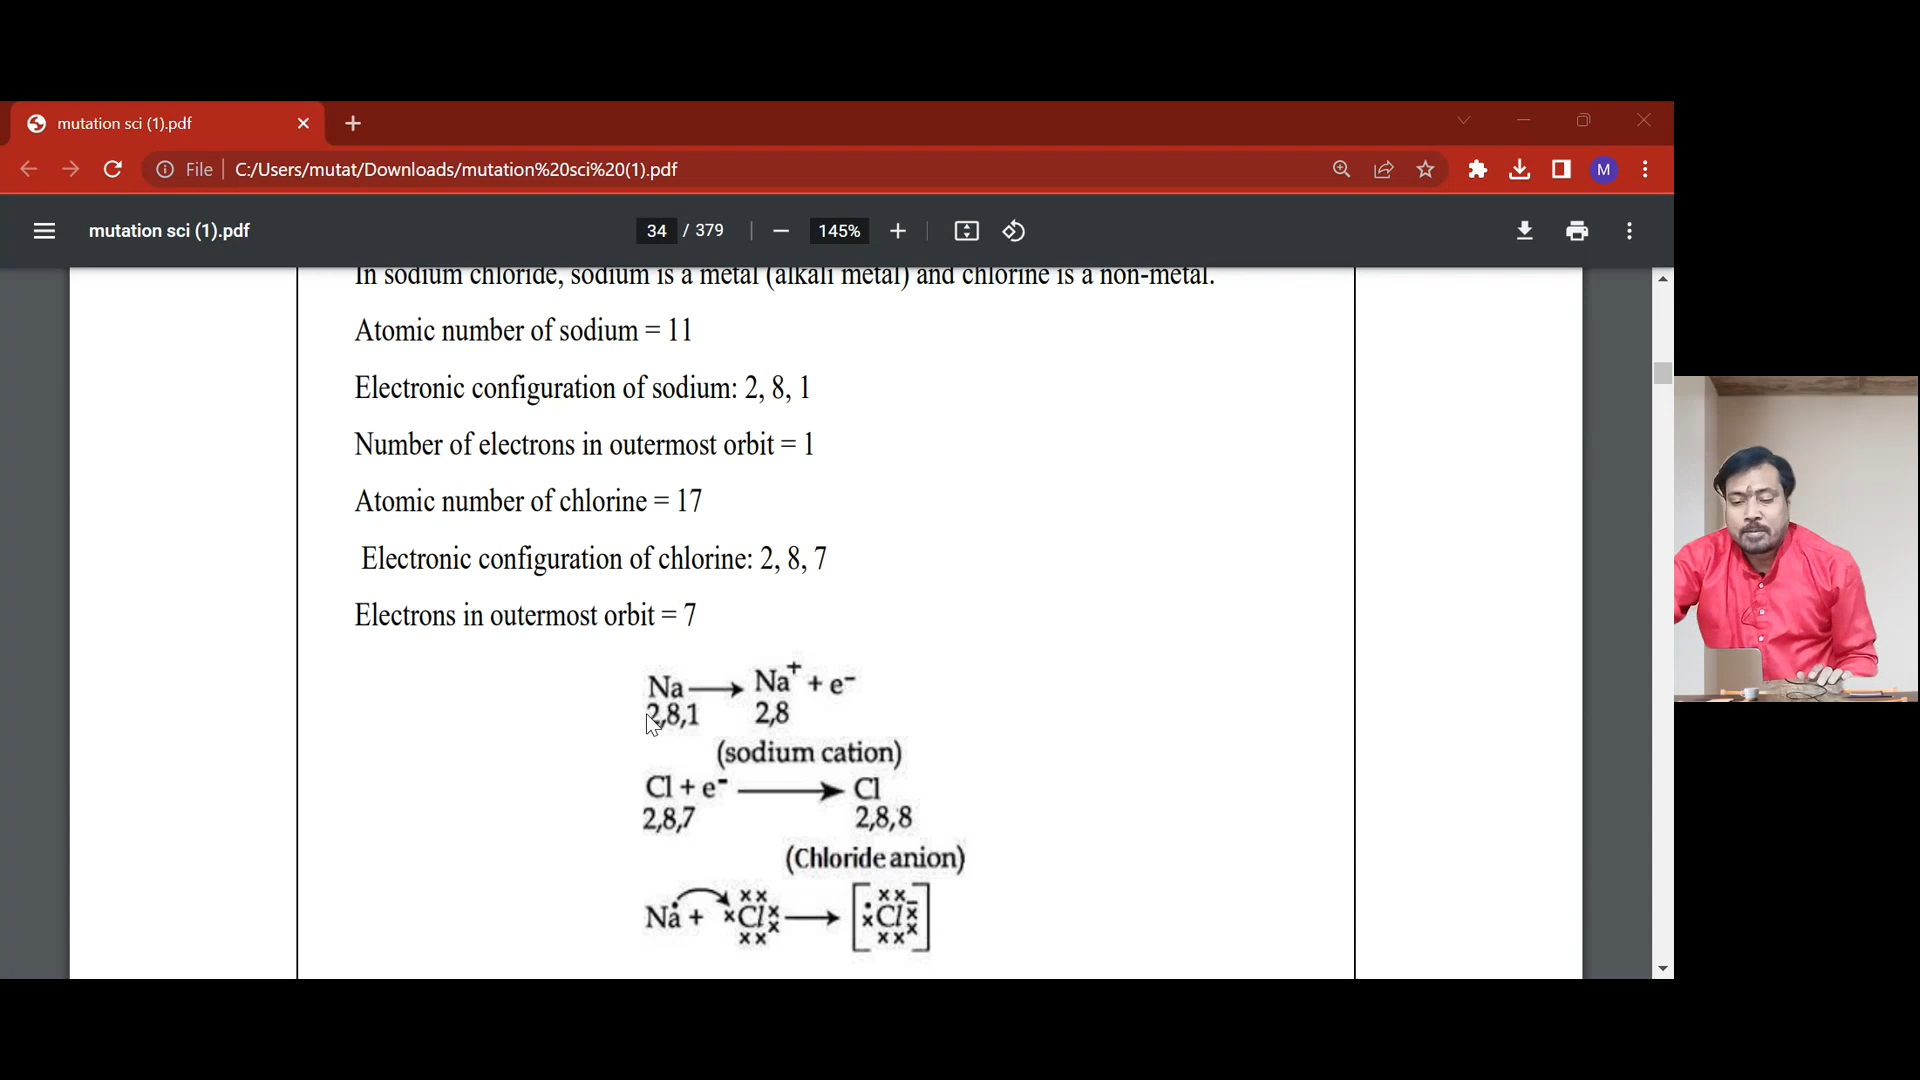 mutation sci (1).pdf
File
C:/Users/mutat/Downloads/mutation%20sci%20(1).pdf
M
mutation sci (1).pdf
34 / 379
145%
In sodium chloride, sodium is a metal (alkali metal) and chlorine is a non-metal.
Atomic number of sodium = 11
Electronic configuration of sodium: 2, 8, 1
Number of electrons in outermost orbit = 1
Atomic number of chlorine = 17
Electronic configuration of chlorine: 2, 8, 7
Electrons in outermost orbit = 7
Na → Na⁺ + e⁻
2,8,1 2,8
(sodium cation)
Cl + e⁻ → Cl
2,8,7 2,8,8
(Chloride anion)
Na + Cl → [Cl]